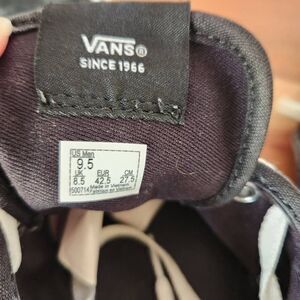 VANS®
SINCE 1966
US Men
9.5
UK EUR CM
8.5 42.5 27.5
500714 Made in Vietnam